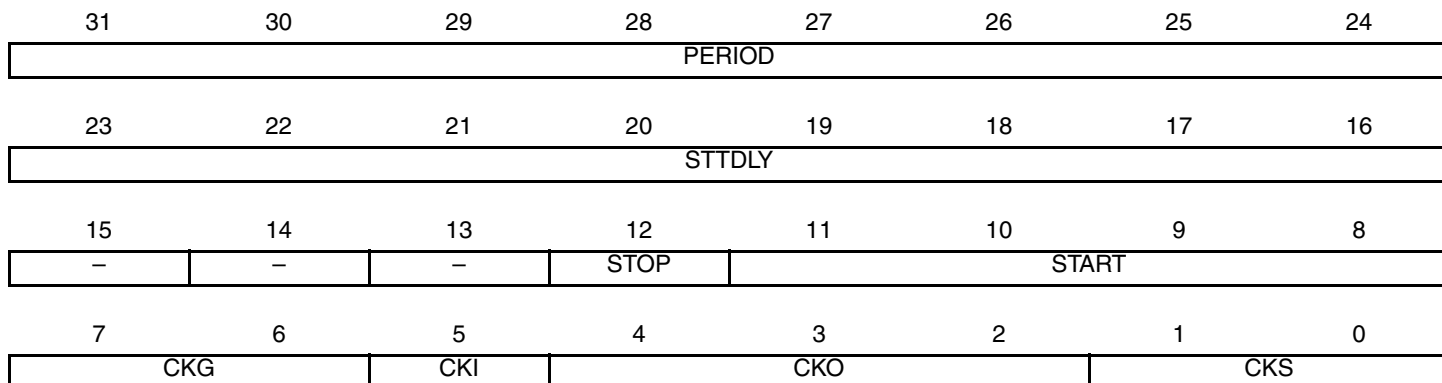 31 30 29 28 27 26 25 24
PERIOD
23 22 21 20 19 18 17 16
STTDLY
15 14 13 12 11 10 9 8
– – – STOP START
7 6 5 4 3 2 1 0
CKG CKI CKO CKS